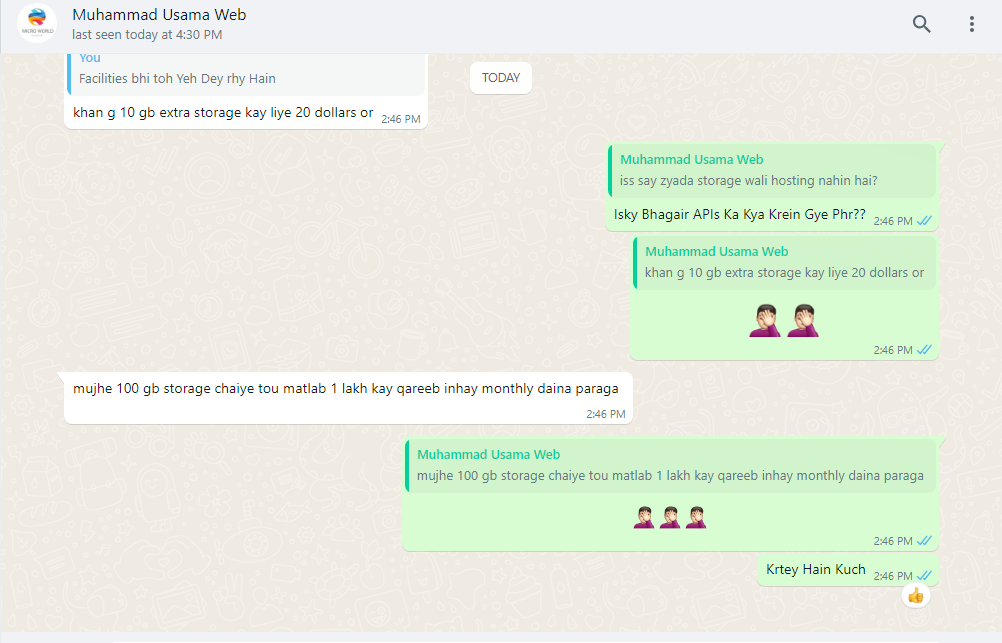 Muhammad Usama Web
last seen today at 4:30 PM
MICRO WORLD
You
Facilities bhi toh Yeh Dey rhy Hain
TODAY
khan g 10 gb extra storage kay liye 20 dollars or
2:46 PM
Muhammad Usama Web
iss say zyada storage wali hosting nahin hai?
Isky Bhagair APIs Ka Kya Krein Gye Phr??
2:46 PM
Muhammad Usama Web
khan g 10 gb extra storage kay liye 20 dollars or
2:46 PM
mujhe 100 gb storage chaiye tou matlab 1 lakh kay qareeb inhay monthly daina paraga
2:46 PM
Muhammad Usama Web
mujhe 100 gb storage chaiye tou matlab 1 lakh kay qareeb inhay monthly daina paraga
2:46 PM
Krtey Hain Kuch
2:46 PM